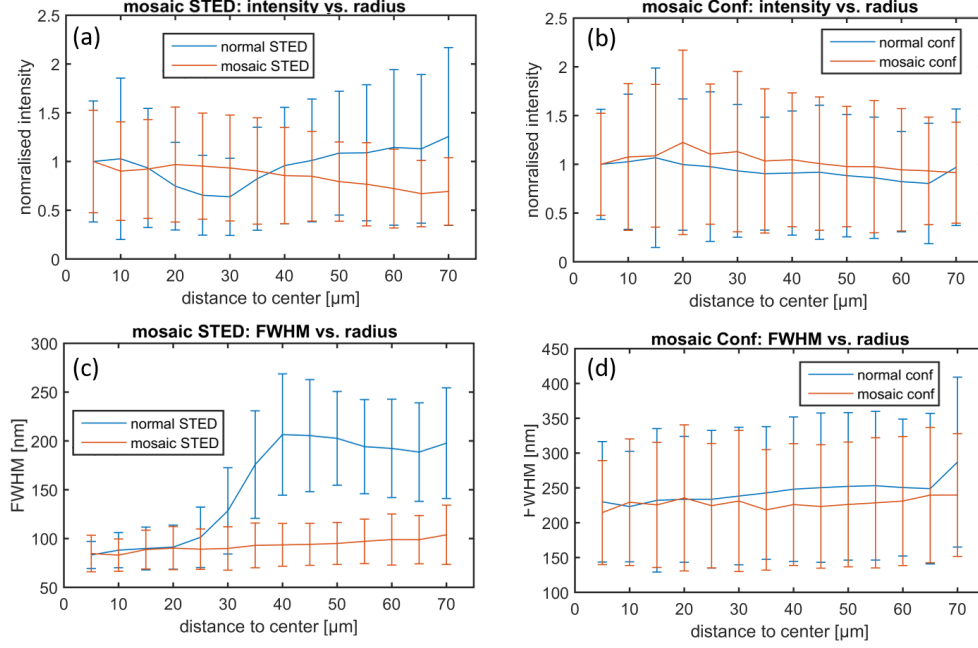 mosaic STED: intensity vs. radius
(a)
normal STED
mosaic STED
nomralised intensity
2.5
2
1.5
1
0.5
0
0 10 20 30 40 50 60 70
distance to center [µm]
mosaic Conf: intensity vs. radius
(b)
normal conf
mosaic conf
nomralised intensity
2.5
2
1.5
1
0.5
0
0 10 20 30 40 50 60 70
distance to center [µm]
mosaic STED: FWHM vs. radius
(c)
normal STED
mosaic STED
FWHM [nm]
300
250
200
150
100
50
0 10 20 30 40 50 60 70
distance to center [µm]
mosaic Conf: FWHM vs. radius
(d)
normal conf
mosaic conf
FWHM [nm]
450
400
350
300
250
200
150
100
0 10 20 30 40 50 60 70
distance to center [µm]